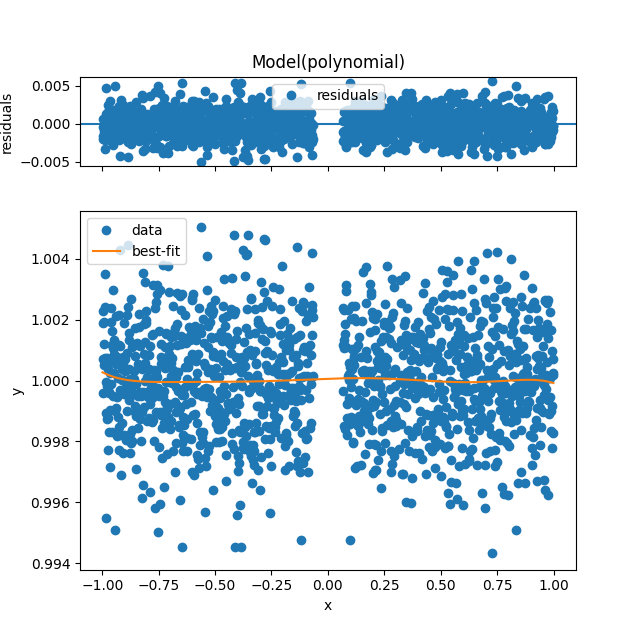 Model(polynomial)
0.005
0.000
−0.005
residuals
residuals
data
best-fit
1.004
1.002
1.000
0.998
0.996
0.994
y
−1.00 −0.75 −0.50 −0.25 0.00 0.25 0.50 0.75 1.00
x